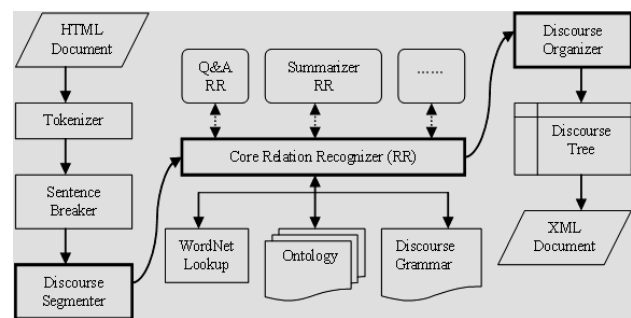 HTML
Document
Tokenizer
Sentence
Breaker
Discourse
Segmenter
Q&A
RR
Summarizer
RR
......
Core Relation Recognizer (RR)
WordNet
Lookup
Ontology
Discourse
Grammar
Discourse
Organizer
Discourse
Tree
XML
Document